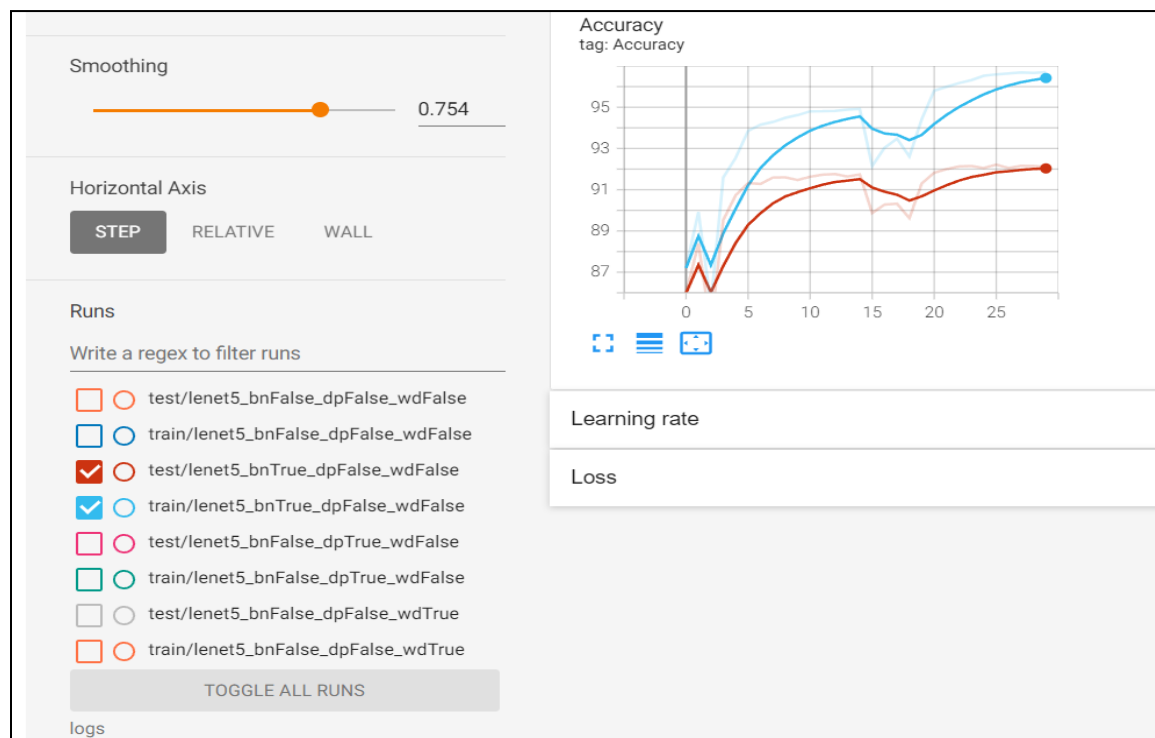 Smoothing
0.754
Horizontal Axis
STEP RELATIVE WALL
Runs
Write a regex to filter runs
test/lenet5_bnFalse_dpFalse_wdFalse
train/lenet5_bnFalse_dpFalse_wdFalse
test/lenet5_bnTrue_dpFalse_wdFalse
train/lenet5_bnTrue_dpFalse_wdFalse
test/lenet5_bnFalse_dpTrue_wdFalse
train/lenet5_bnFalse_dpTrue_wdFalse
test/lenet5_bnFalse_dpFalse_wdTrue
train/lenet5_bnFalse_dpFalse_wdTrue
TOGGLE ALL RUNS
logs
Accuracy
tag: Accuracy
95
93
91
89
87
0 5 10 15 20 25
Learning rate
Loss